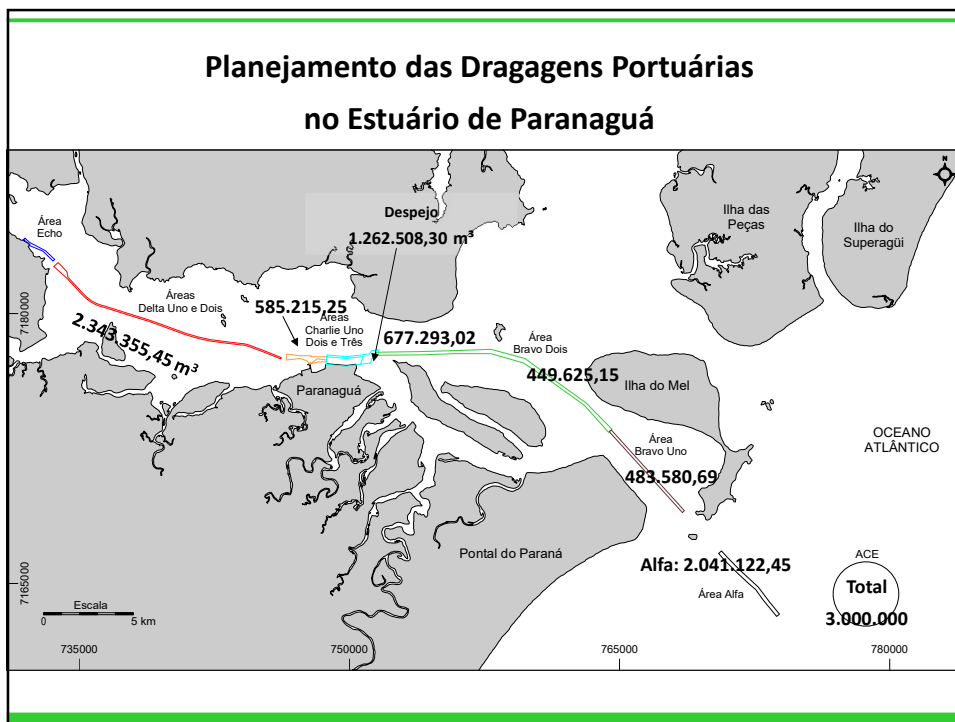 Planejamento das Dragagens Portuárias
no Estuário de Paranaguá
N
Despejo
1.262.508,30 m³
Ilha das
Peças
Ilha do
Superagüi
Área
Echo
Áreas
Delta Uno e Dois
585.215,25
Áreas
Charlie Uno
Dois e Três
677.293,02
Área
Bravo Dois
2.343.355,45 m³
449.625,15
Ilha do Mel
Paranaguá
OCEANO
ATLÂNTICO
Área
Bravo Uno
483.580,69
Pontal do Paraná
Alfa: 2.041.122,45
Área Alfa
ACE
Total
3.000.000
Escala
0 5 km
7180000
7165000
735000 750000 765000 780000